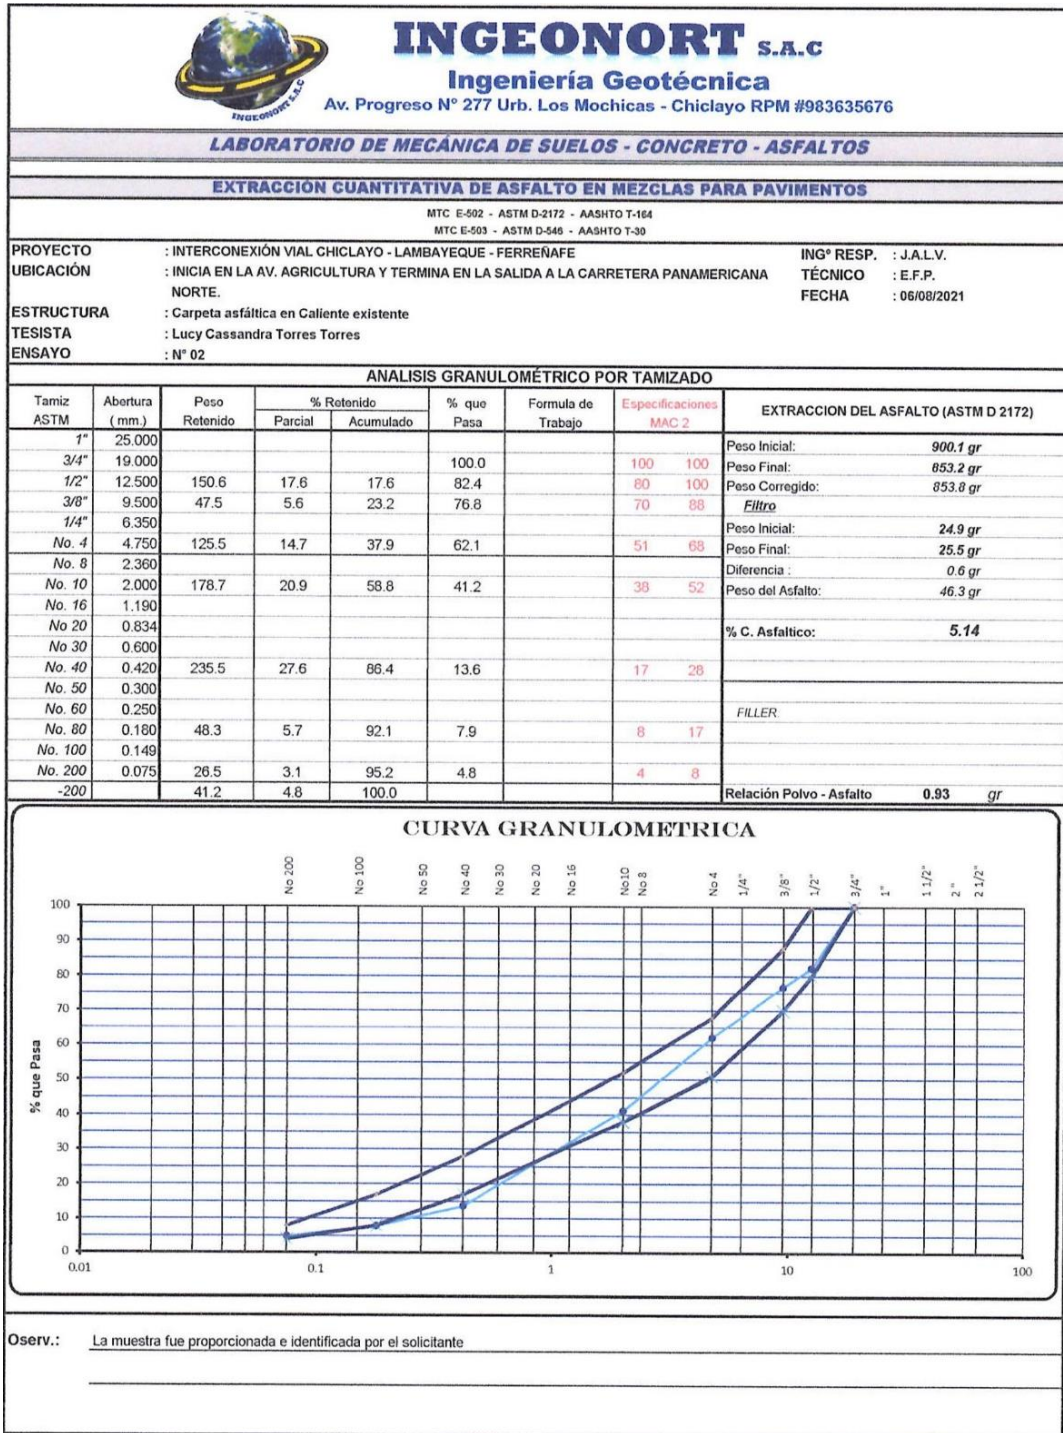 INGEONORT S.A.C
INGEONORT S.A.C
Ingeniería Geotécnica
Av. Progreso N° 277 Urb. Los Mochicas - Chiclayo RPM #983635676
LABORATORIO DE MECÁNICA DE SUELOS - CONCRETO - ASFALTOS
EXTRACCIÓN CUANTITATIVA DE ASFALTO EN MEZCLAS PARA PAVIMENTOS
MTC E-502 - ASTM D-2172 - AASHTO T-164
MTC E-503 - ASTM D-546 - AASHTO T-30
PROYECTO : INTERCONEXIÓN VIAL CHICLAYO - LAMBAYEQUE - FERREÑAFE INGº RESP. : J.A.L.V.
UBICACIÓN : INICIA EN LA AV. AGRICULTURA Y TERMINA EN LA SALIDA A LA CARRETERA PANAMERICANA TÉCNICO : E.F.P.
NORTE. FECHA : 06/08/2021
ESTRUCTURA : Carpeta asfáltica en Caliente existente
TESISTA : Lucy Cassandra Torres Torres
ENSAYO : N° 02
ANALISIS GRANULOMÉTRICO POR TAMIZADO
Tamiz Abertura Peso % Retenido % que Formula de Especificaciones EXTRACCION DEL ASFALTO (ASTM D 2172)
ASTM ( mm.) Retenido Parcial Acumulado Pasa Trabajo MAC 2
1" 25.000 Peso Inicial: 900.1 gr
3/4" 19.000 100.0 100 100 Peso Final: 853.2 gr
1/2" 12.500 150.6 17.6 17.6 82.4 80 100 Peso Corregido: 853.8 gr
3/8" 9.500 47.5 5.6 23.2 76.8 70 88 Filtro
1/4" 6.350 Peso Inicial: 24.9 gr
No. 4 4.750 125.5 14.7 37.9 62.1 51 68 Peso Final: 25.5 gr
No. 8 2.360 Diferencia : 0.6 gr
No. 10 2.000 178.7 20.9 58.8 41.2 38 52 Peso del Asfalto: 46.3 gr
No. 16 1.190
No 20 0.834 % C. Asfaltico: 5.14
No 30 0.600
No. 40 0.420 235.5 27.6 86.4 13.6 17 28
No. 50 0.300
No. 60 0.250 FILLER
No. 80 0.180 48.3 5.7 92.1 7.9 8 17
No. 100 0.149
No. 200 0.075 26.5 3.1 95.2 4.8 4 8
-200 41.2 4.8 100.0 Relación Polvo - Asfalto 0.93 gr
CURVA GRANULOMETRICA
No 200 No 100 No 50 No 40 No 30 No 20 No 16 No10 No 8 No 4 1/4" 3/8" 1/2" 3/4" 1" 1 1/2" 2 " 2 1/2"
% que Pasa
100
90
80
70
60
50
40
30
20
10
0
0.01 0.1 1 10 100
Oserv.: La muestra fue proporcionada e identificada por el solicitante